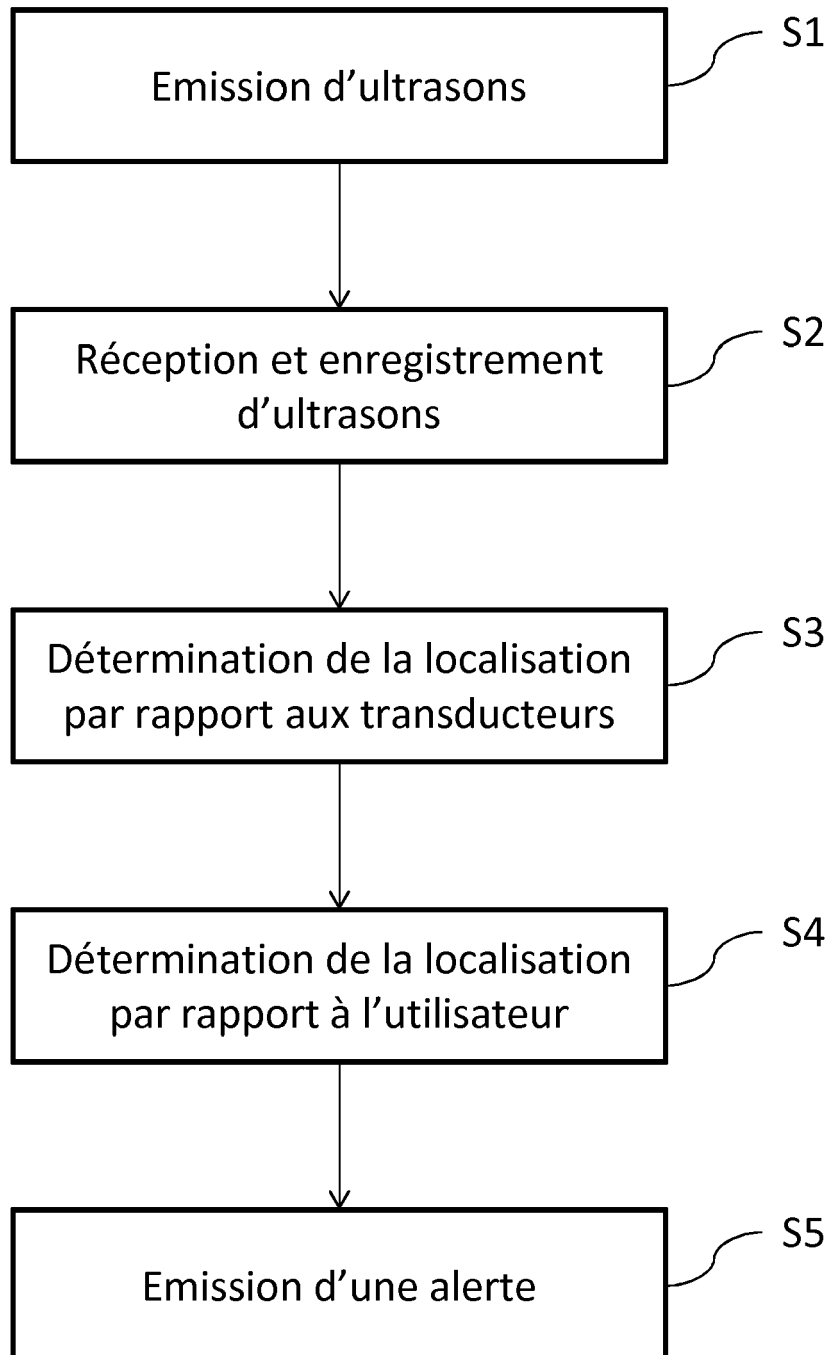 Emission d’ultrasons
S1
Réception et enregistrement
d’ultrasons
S2
Détermination de la localisation
par rapport aux transducteurs
S3
Détermination de la localisation
par rapport à l’utilisateur
S4
Emission d’une alerte
S5